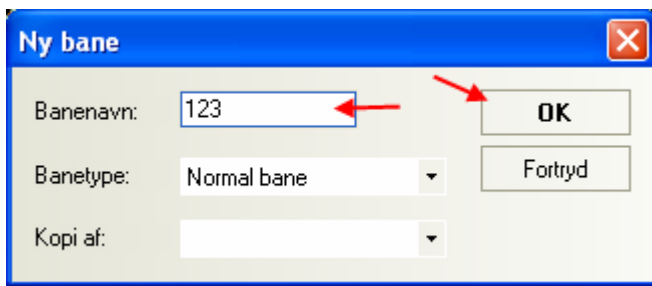 Ny bane
Banenavn: 123 OK
Banetype: Normal bane Fortryd
Kopi af: